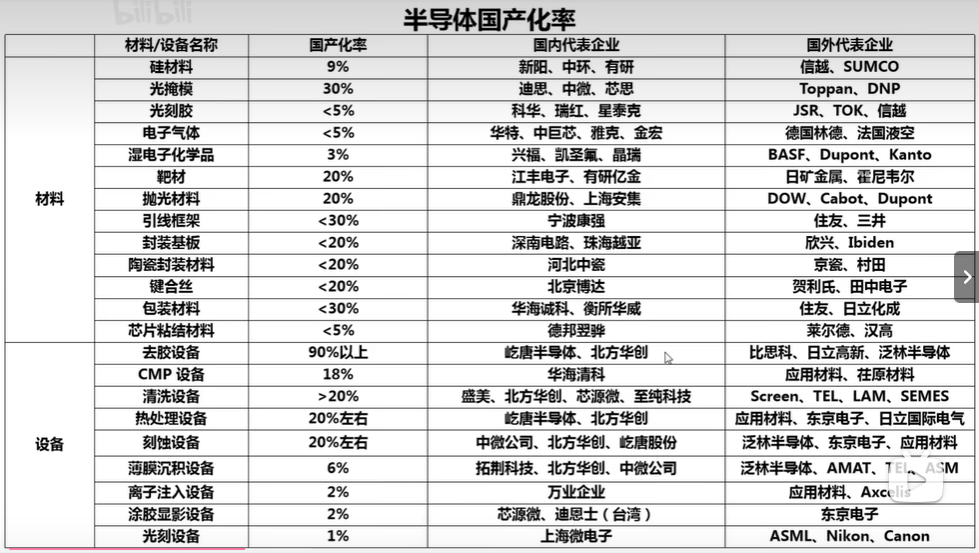 bilibili
半导体国产化率
材料/设备名称 国产化率 国内代表企业 国外代表企业
材料
硅材料 9% 新阳、中环、有研 信越、SUMCO
光掩模 30% 迪思、中微、芯思 Toppan、DNP
光刻胶 <5% 科华、瑞红、星泰克 JSR、TOK、信越
电子气体 <5% 华特、中巨芯、雅克、金宏 德国林德、法国液空
湿电子化学品 3% 兴福、凯圣氟、晶瑞 BASF、Dupont、Kanto
靶材 20% 江丰电子、有研亿金 日矿金属、霍尼韦尔
抛光材料 20% 鼎龙股份、上海安集 DOW、Cabot、Dupont
引线框架 <30% 宁波康强 住友、三井
封装基板 <20% 深南电路、珠海越亚 欣兴、Ibiden
陶瓷封装材料 <20% 河北中瓷 京瓷、村田
键合丝 <20% 北京博达 贺利氏、田中电子
包装材料 <30% 华海诚科、衡所华威 住友、日立化成
芯片粘结材料 <5% 德邦翌骅 莱尔德、汉高
设备
去胶设备 90%以上 屹唐半导体、北方华创 比思科、日立高新、泛林半导体
CMP 设备 18% 华海清科 应用材料、荏原材料
清洗设备 >20% 盛美、北方华创、芯源微、至纯科技 Screen、TEL、LAM、SEMES
热处理设备 20%左右 屹唐半导体、北方华创 应用材料、东京电子、日立国际电气
刻蚀设备 20%左右 中微公司、北方华创、屹唐股份 泛林半导体、东京电子、应用材料
薄膜沉积设备 6% 拓荆科技、北方华创、中微公司 泛林半导体、AMAT、TEL、ASM
离子注入设备 2% 万业企业 应用材料、Axcelis
涂胶显影设备 2% 芯源微、迪恩士（台湾） 东京电子
光刻设备 1% 上海微电子 ASML、Nikon、Canon